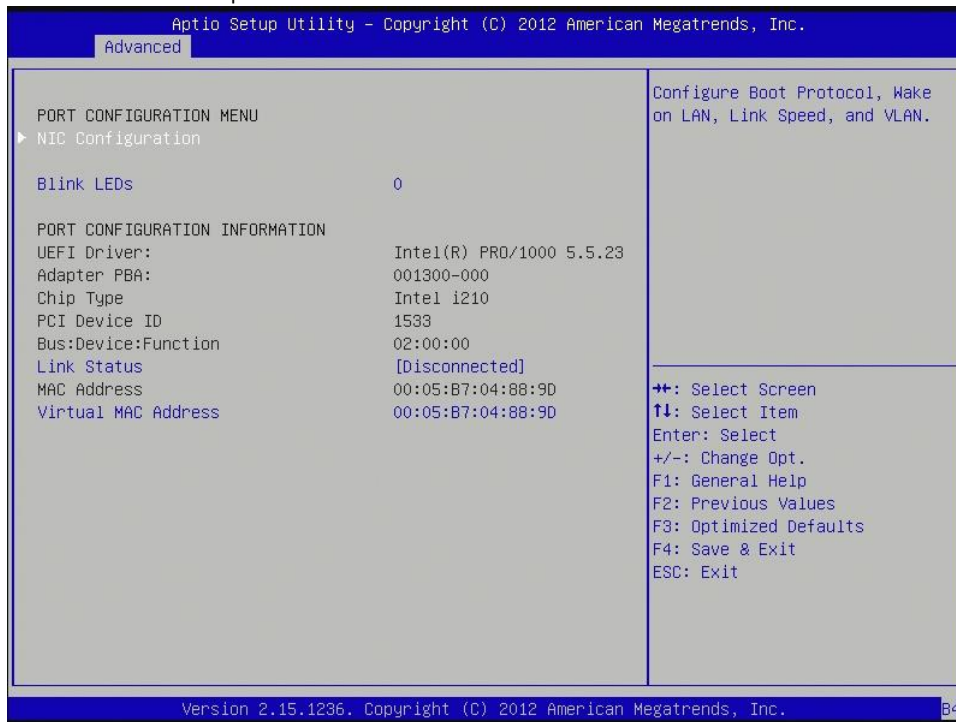 Aptio Setup Utility – Copyright (C) 2012 American Megatrends, Inc.
Advanced
PORT CONFIGURATION MENU
► NIC Configuration
Blink LEDs 0
PORT CONFIGURATION INFORMATION
UEFI Driver: Intel(R) PRO/1000 5.5.23
Adapter PBA: 001300-000
Chip Type Intel i210
PCI Device ID 1533
Bus:Device:Function 02:00:00
Link Status [Disconnected]
MAC Address 00:05:B7:04:88:9D
Virtual MAC Address 00:05:B7:04:88:9D
Configure Boot Protocol, Wake
on LAN, Link Speed, and VLAN.
→←: Select Screen
↑↓: Select Item
Enter: Select
+/-: Change Opt.
F1: General Help
F2: Previous Values
F3: Optimized Defaults
F4: Save & Exit
ESC: Exit
Version 2.15.1236. Copyright (C) 2012 American Megatrends, Inc.
B4